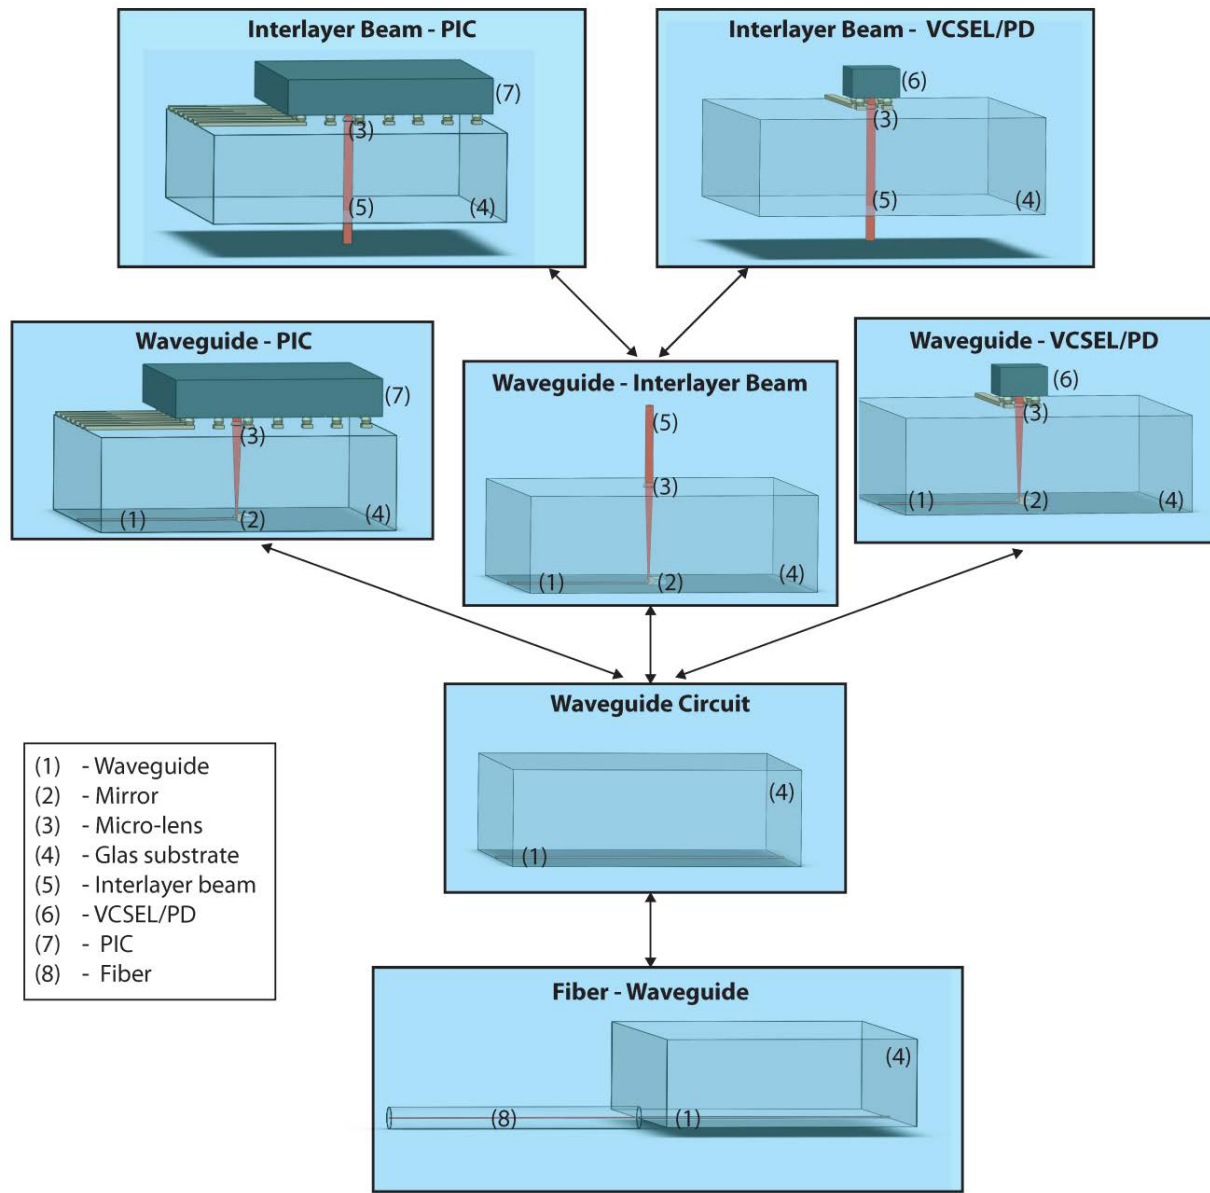 Interlayer Beam - PIC
(7)
(3)
(5)
(4)
Interlayer Beam - VCSEL/PD
(6)
(3)
(5)
(4)
Waveguide - PIC
(7)
(3)
(1)
(2)
(4)
Waveguide - Interlayer Beam
(5)
(3)
(1)
(2)
(4)
Waveguide - VCSEL/PD
(6)
(3)
(1)
(2)
(4)
Waveguide Circuit
(4)
(1)
(1) - Waveguide
(2) - Mirror
(3) - Micro-lens
(4) - Glas substrate
(5) - Interlayer beam
(6) - VCSEL/PD
(7) - PIC
(8) - Fiber
Fiber - Waveguide
(4)
(8)
(1)